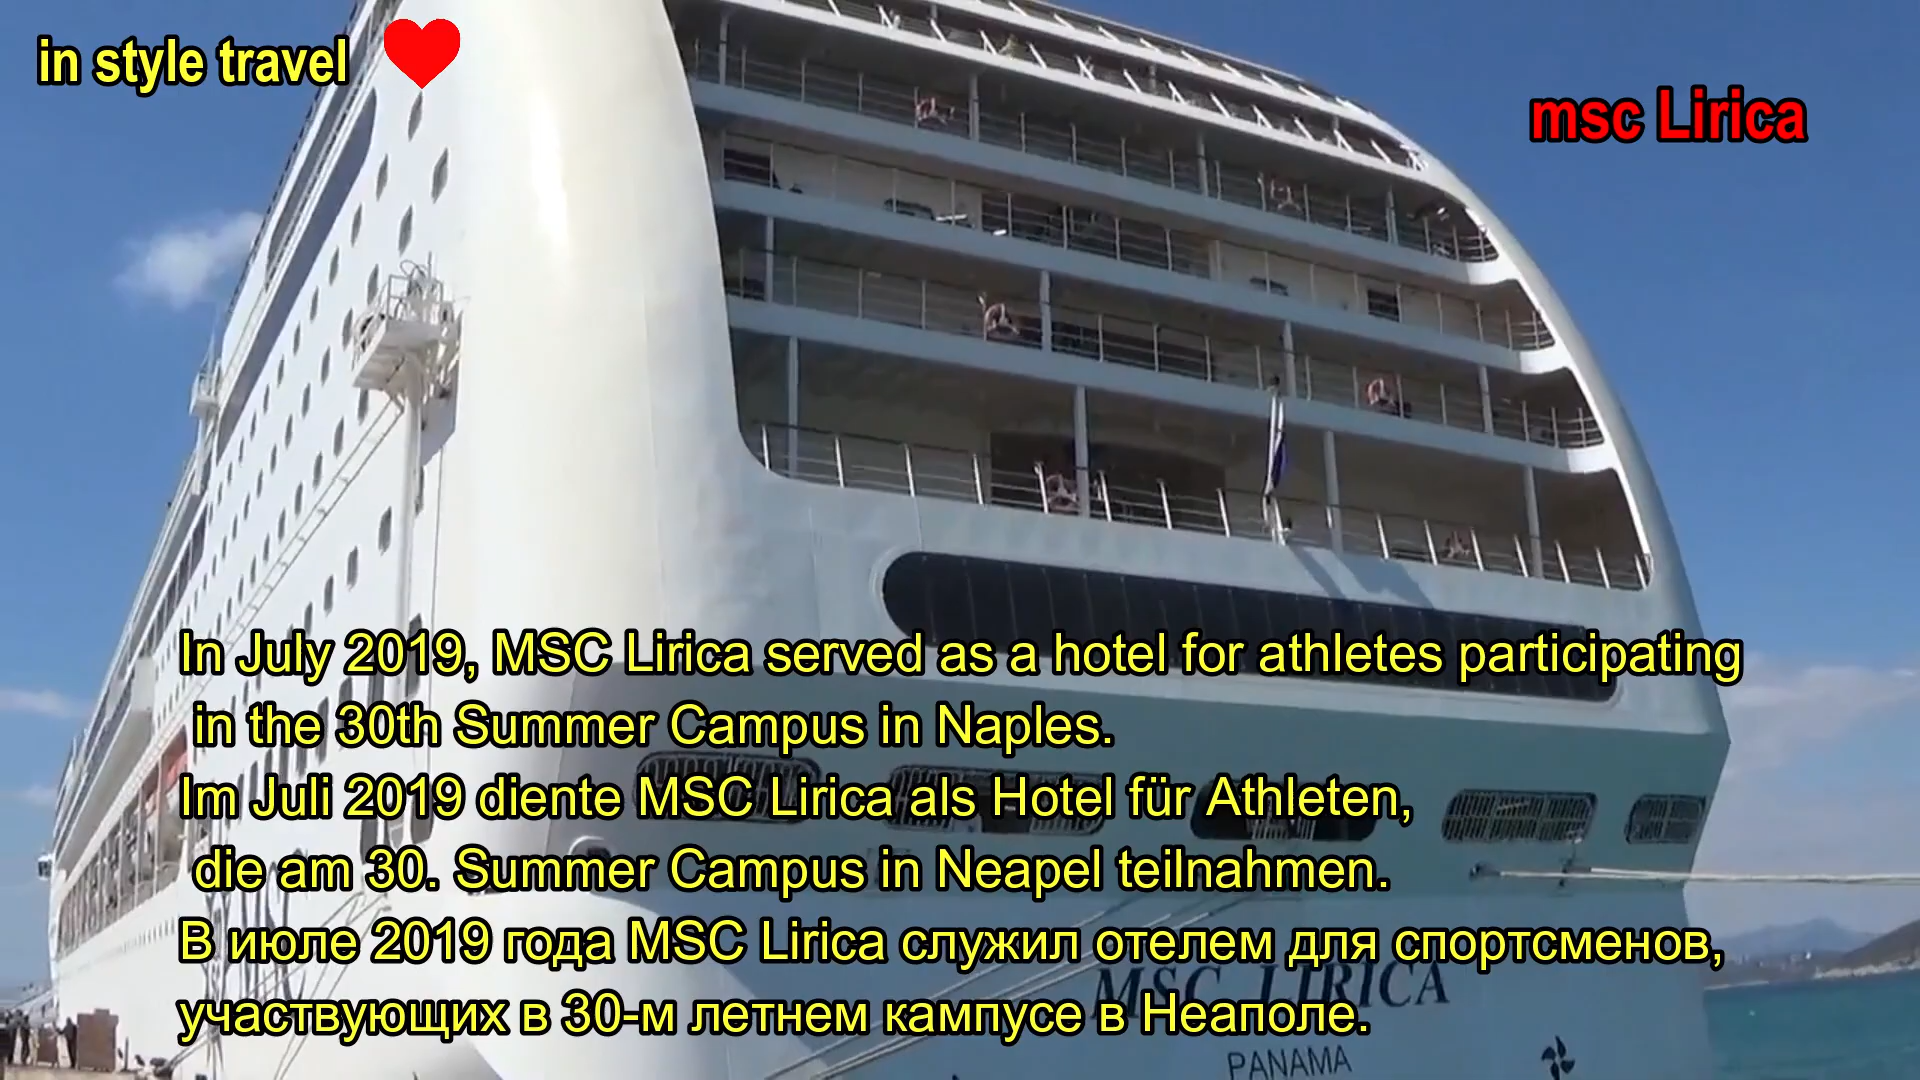 in style travel
msc Lirica
In July 2019, MSC Lirica served as a hotel for athletes participating
in the 30th Summer Campus in Naples.
Im Juli 2019 diente MSC Lirica als Hotel für Athleten,
die am 30. Summer Campus in Neapel teilnahmen.
В июле 2019 года MSC Lirica служил отелем для спортсменов,
участвующих в 30-м летнем кампусе в Неаполе.
MSC LIRICA
PANAMA